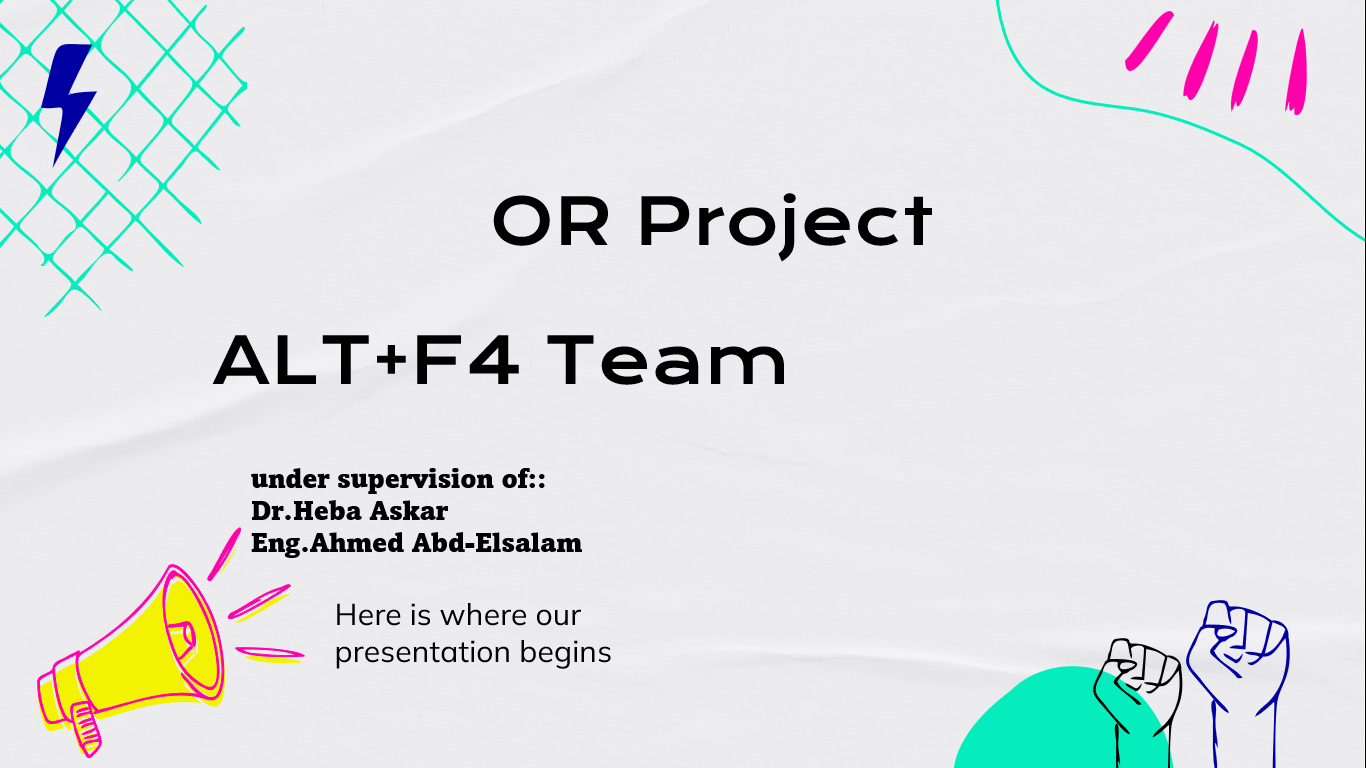 OR Project
ALT+F4 Team
under supervision of::
Dr.Heba Askar
Eng.Ahmed Abd-Elsalam
Here is where our
presentation begins